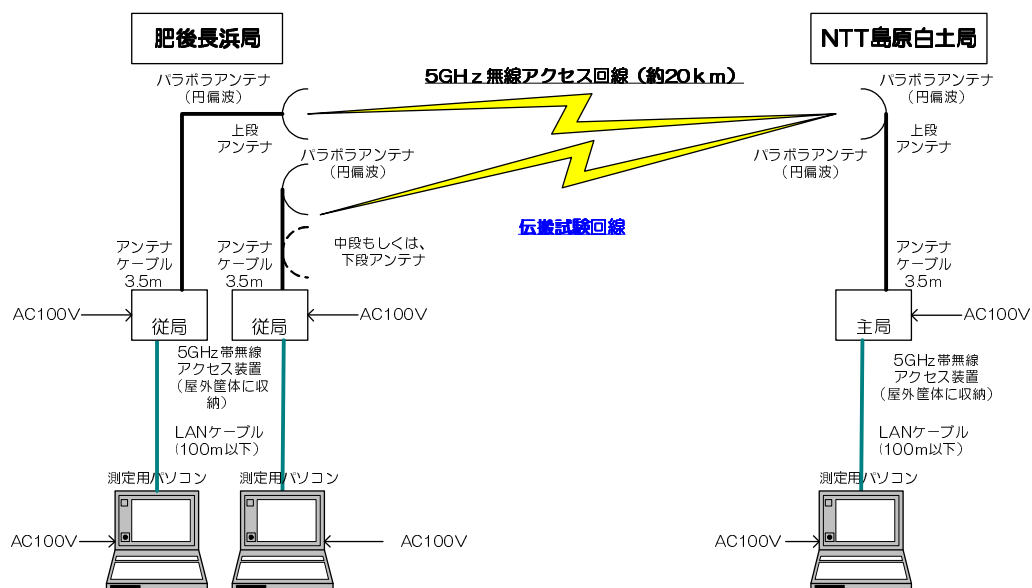 肥後長浜局
NTT島原白土局
5GHz無線アクセス回線（約20km）
パラボラアンテナ
（円偏波）
パラボラアンテナ
（円偏波）
上段
アンテナ
上段
アンテナ
パラボラアンテナ
（円偏波）
パラボラアンテナ
（円偏波）
伝搬試験回線
中段もしくは、
下段アンテナ
アンテナ
ケーブル
3.5m
アンテナ
ケーブル
3.5m
アンテナ
ケーブル
3.5m
AC100V
従局
従局
AC100V
主局
AC100V
5GHz帯無線
アクセス装置
（屋外筐体に収
納）
5GHz帯無線
アクセス装置
（屋外筐体に収納）
LANケーブル
（100m以下）
LANケーブル
（100m以下）
測定用パソコン
測定用パソコン
測定用パソコン
AC100V
AC100V
AC100V